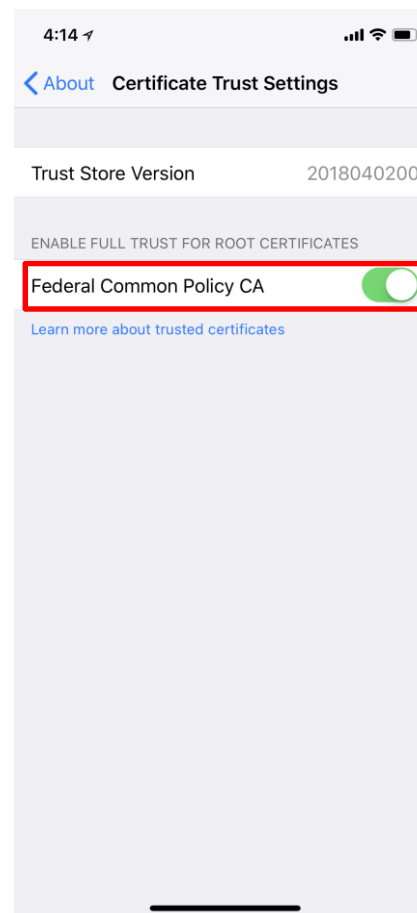 4:14
About Certificate Trust Settings
Trust Store Version 2018040200
ENABLE FULL TRUST FOR ROOT CERTIFICATES
Federal Common Policy CA
Learn more about trusted certificates